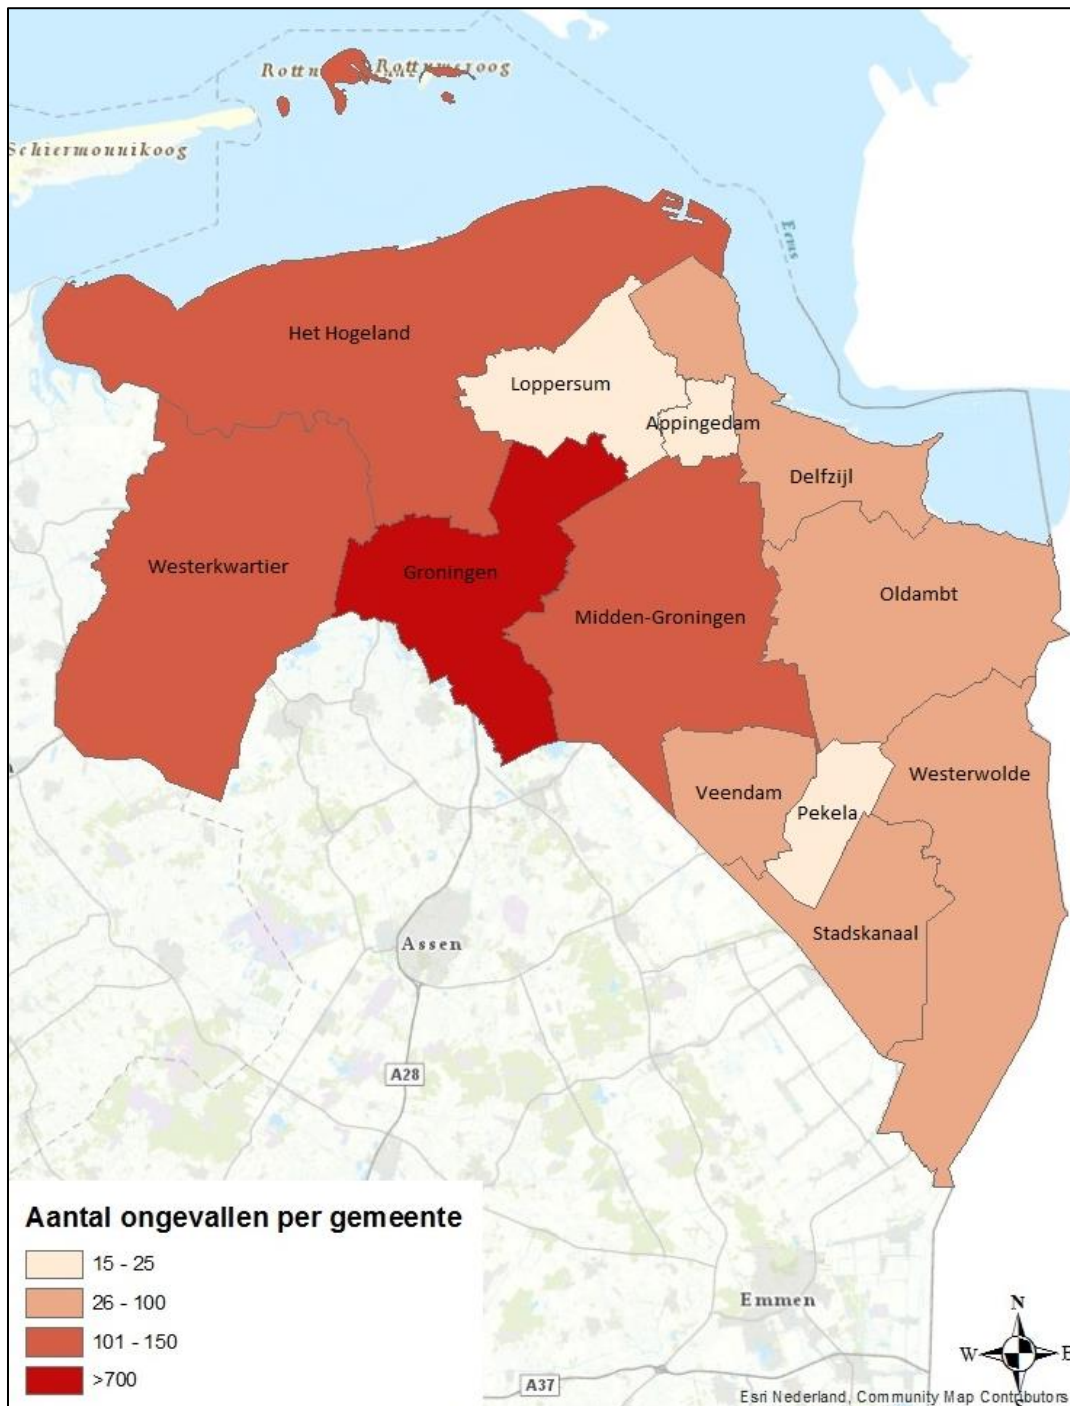 Rottumeroog
Schiermonnikoog
Eems
Het Hogeland
Loppersum
Appingedam
Delfzijl
Westerkwartier
Groningen
Oldambt
Midden-Groningen
Westerwolde
Veendam
Pekela
Stadskanaal
Assen
A28
Aantal ongevallen per gemeente
15 - 25
26 - 100
101 - 150
>700
Emmen
N
W
E
S
A37
Esri Nederland, Community Map Contributors